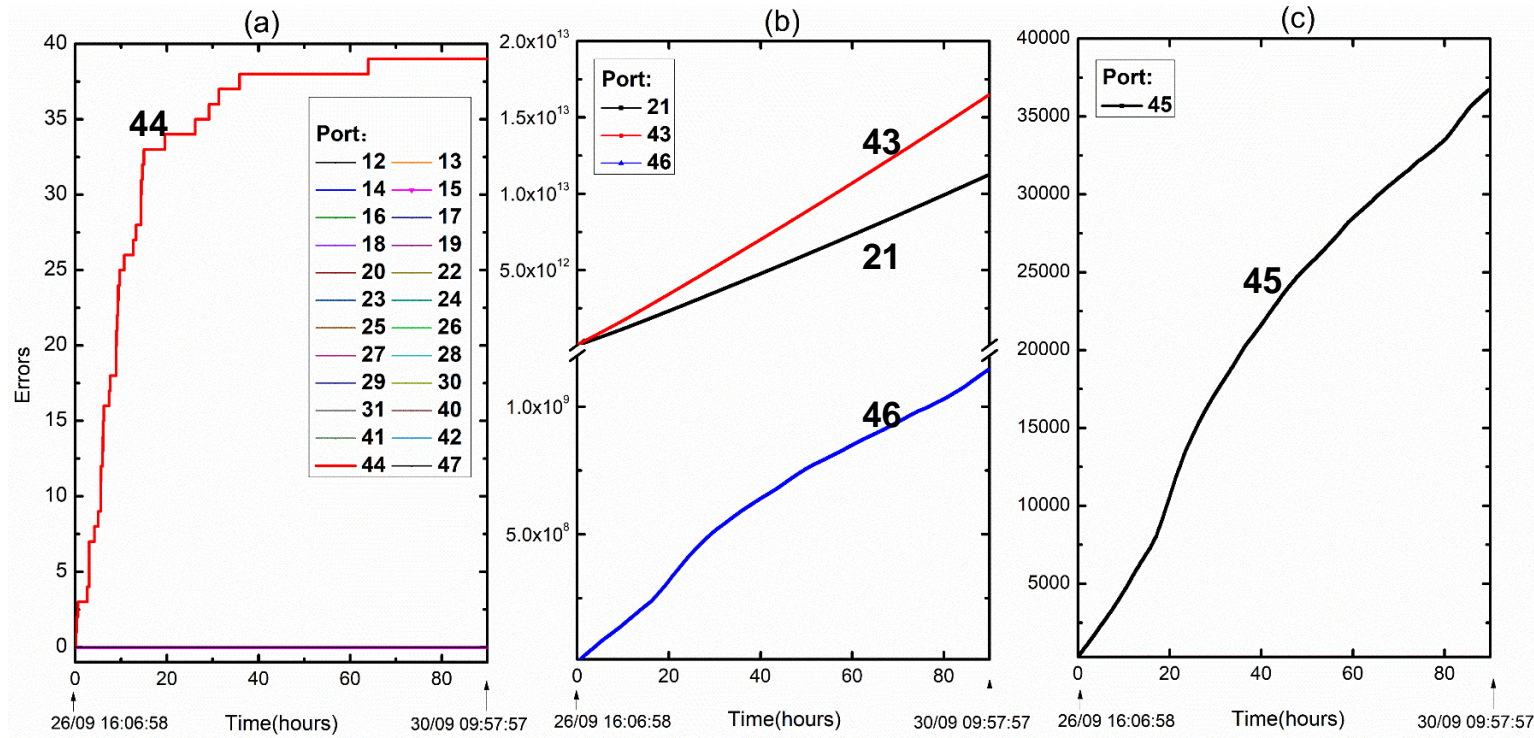 (a)
40
35
30
25
20
15
10
5
0
Errors
44
Port:
12 13
14 15
16 17
18 19
20 22
23 24
25 26
27 28
29 30
31 40
41 42
44 47
0 20 40 60 80
26/09 16:06:58 Time(hours) 30/09 09:57:57
(b)
2.0x10¹³
1.5x10¹³
1.0x10¹³
5.0x10¹²
1.0x10⁹
5.0x10⁸
Port:
21
43
46
43
21
46
0 20 40 60 80
26/09 16:06:58 Time(hours) 30/09 09:57:57
(c)
40000
35000
30000
25000
20000
15000
10000
5000
Port:
45
45
0 20 40 60 80
26/09 16:06:58 Time(hours) 30/09 09:57:57